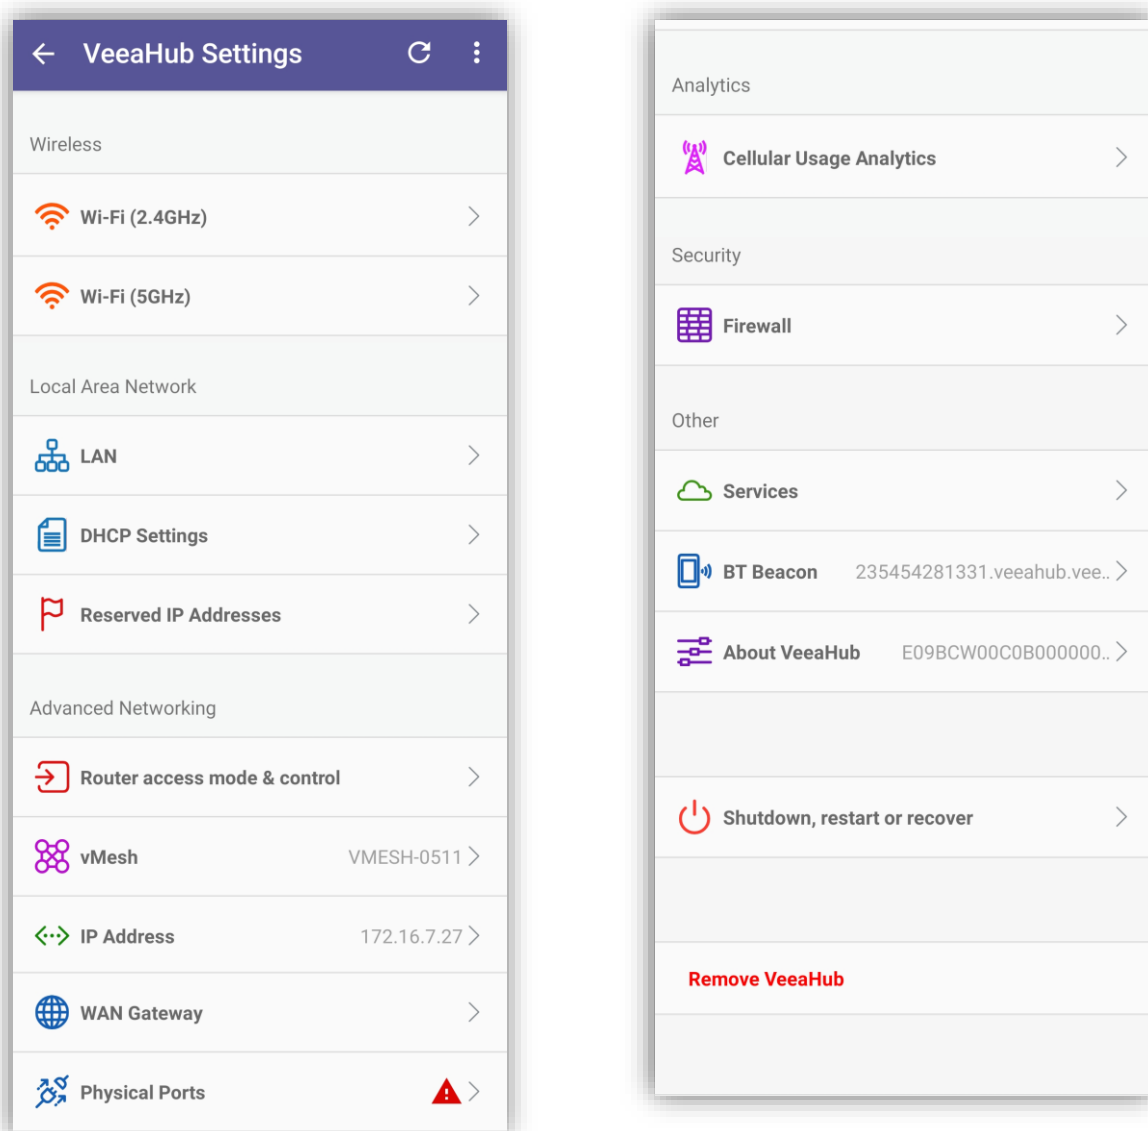 VeeaHub Settings
Wireless
Wi-Fi (2.4GHz)
Wi-Fi (5GHz)
Local Area Network
LAN
DHCP Settings
Reserved IP Addresses
Advanced Networking
Router access mode & control
vMesh VMESH-0511
IP Address 172.16.7.27
WAN Gateway
Physical Ports
Analytics
Cellular Usage Analytics
Security
Firewall
Other
Services
BT Beacon 235454281331.veeahub.vee..
About VeeaHub E09BCW00C0B000000..
Shutdown, restart or recover
Remove VeeaHub